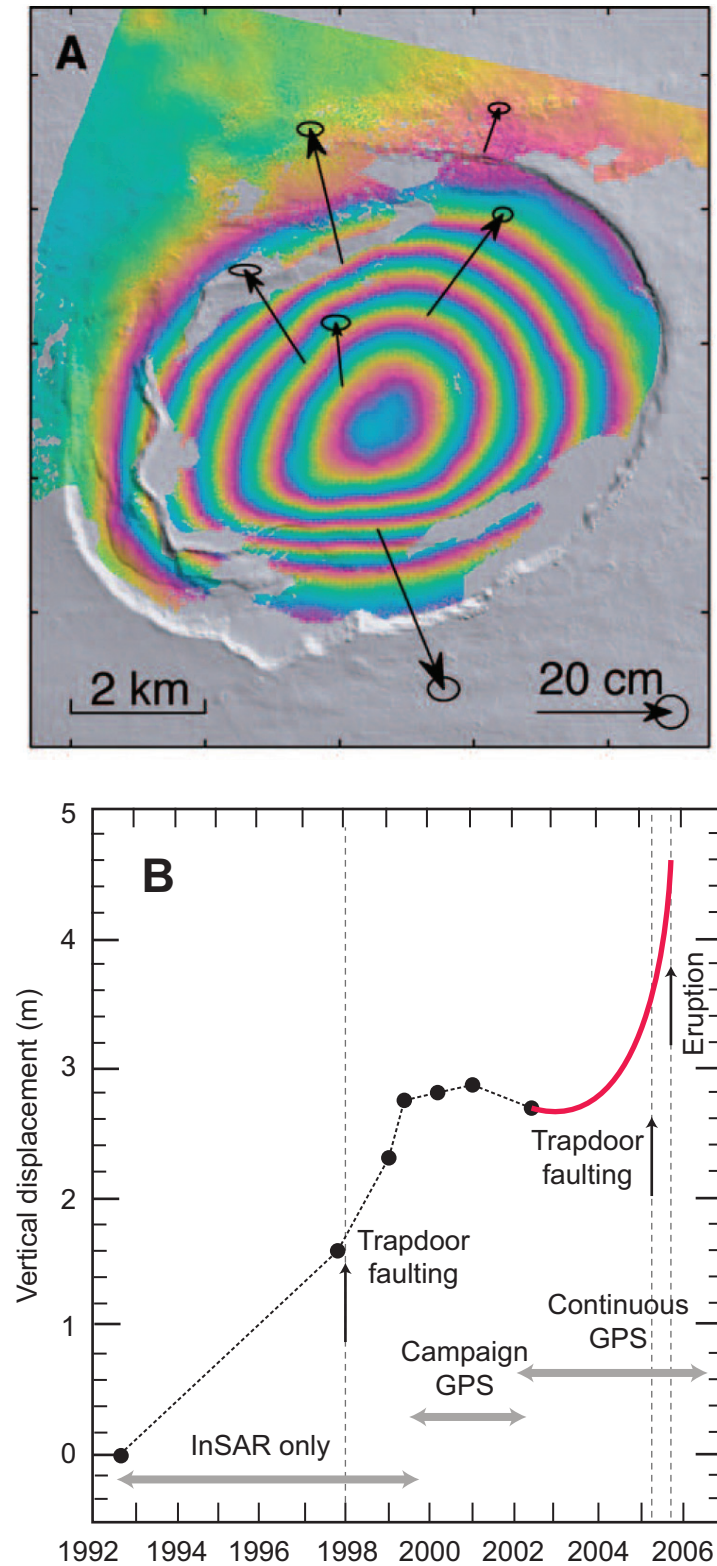 A
2 km
20 cm
B
5
4
3
2
1
0
Vertical displacement (m)
Trapdoor
faulting
Trapdoor
faulting
Eruption
Continuous
GPS
Campaign
GPS
InSAR only
1992 1994 1996 1998 2000 2002 2004 2006